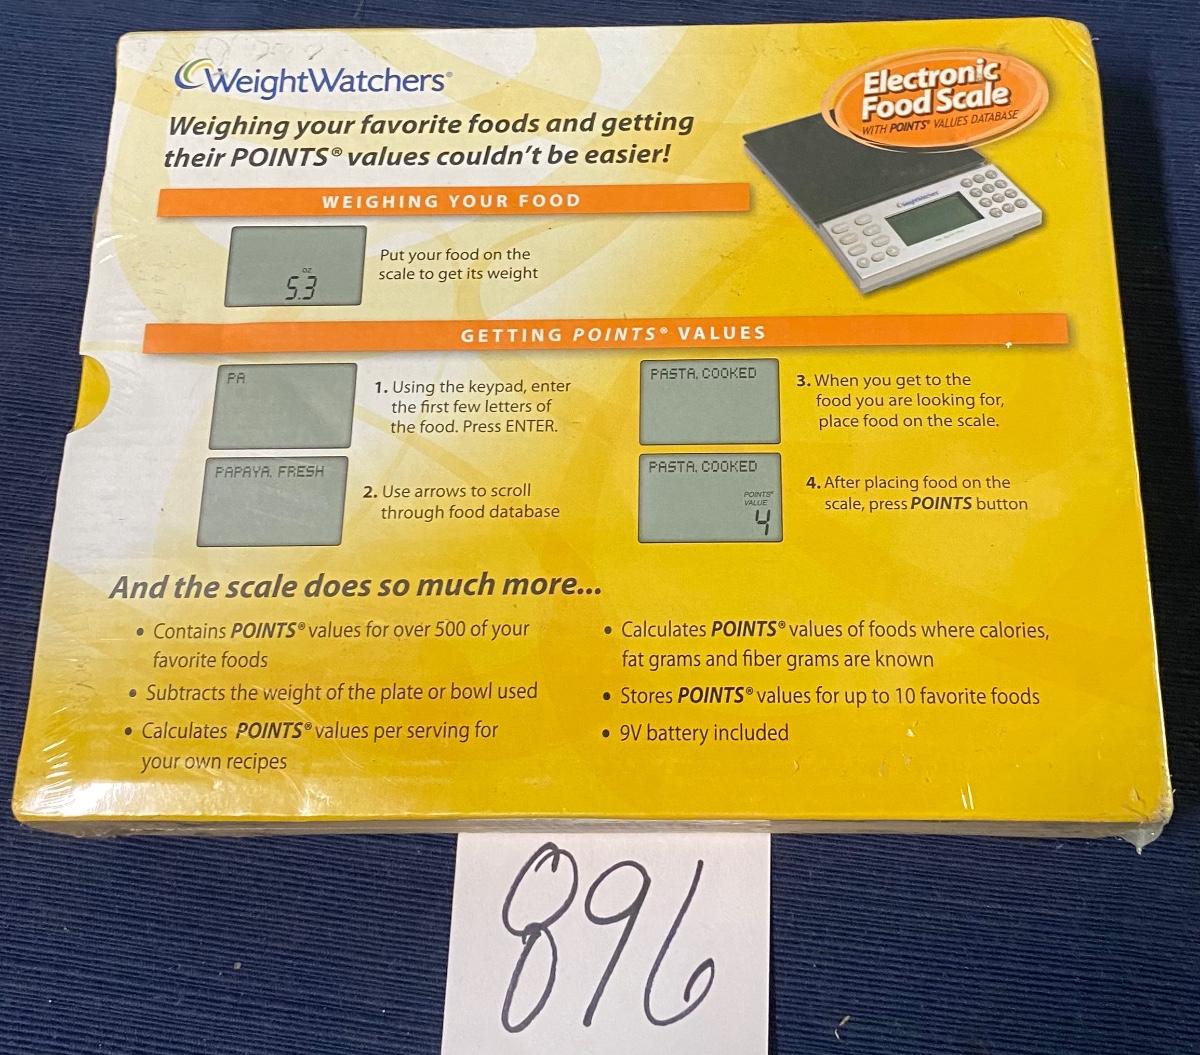 WeightWatchers®
Weighing your favorite foods and getting
their POINTS® values couldn't be easier!
Electronic
Food Scale
WITH POINTS® VALUES DATABASE
WeightWatchers
WEIGHING YOUR FOOD
oz
5.3
Put your food on the
scale to get its weight
GETTING POINTS® VALUES
PA
1. Using the keypad, enter
the first few letters of
the food. Press ENTER.
PAPAYA, FRESH
2. Use arrows to scroll
through food database
PASTA, COOKED
3. When you get to the
food you are looking for,
place food on the scale.
PASTA, COOKED
POINTS®
VALUE
4
4. After placing food on the
scale, press POINTS button
And the scale does so much more...
• Contains POINTS® values for over 500 of your
favorite foods
• Subtracts the weight of the plate or bowl used
• Calculates POINTS® values per serving for
your own recipes
• Calculates POINTS® values of foods where calories,
fat grams and fiber grams are known
• Stores POINTS® values for up to 10 favorite foods
• 9V battery included
896